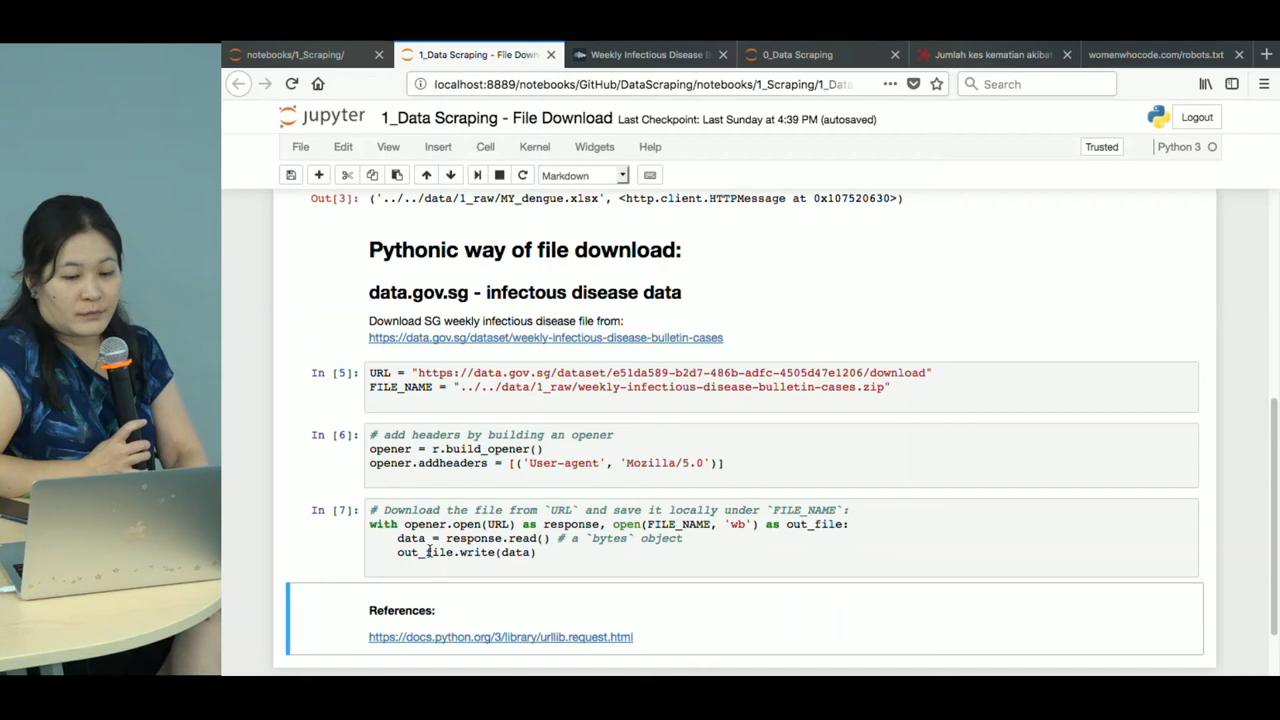 notebooks/1_Scraping/
1_Data Scraping - File Down
Weekly Infectious Disease B
0_Data Scraping
Jumlah kes kematian akibat
womenwhocode.com/robots.txt
localhost:8889/notebooks/GitHub/DataScraping/notebooks/1_Scraping/1_Data
Search
jupyter 1_Data Scraping - File Download Last Checkpoint: Last Sunday at 4:39 PM (autosaved)
Logout
File Edit View Insert Cell Kernel Widgets Help
Trusted
Python 3
Markdown
Out[3]: ('../../data/1_raw/MY_dengue.xlsx', <http.client.HTTPMessage at 0x107520630>)
Pythonic way of file download:
data.gov.sg - infectous disease data
Download SG weekly infectious disease file from:
https://data.gov.sg/dataset/weekly-infectious-disease-bulletin-cases
In [5]: URL = "https://data.gov.sg/dataset/e51da589-b2d7-486b-adfc-4505d47e1206/download"
FILE_NAME = "../../data/1_raw/weekly-infectious-disease-bulletin-cases.zip"
In [6]: # add headers by building an opener
opener = r.build_opener()
opener.addheaders = [('User-agent', 'Mozilla/5.0')]
In [7]: # Download the file from `URL` and save it locally under `FILE_NAME`:
with opener.open(URL) as response, open(FILE_NAME, 'wb') as out_file:
data = response.read() # a `bytes` object
out_file.write(data)
References:
https://docs.python.org/3/library/urllib.request.html